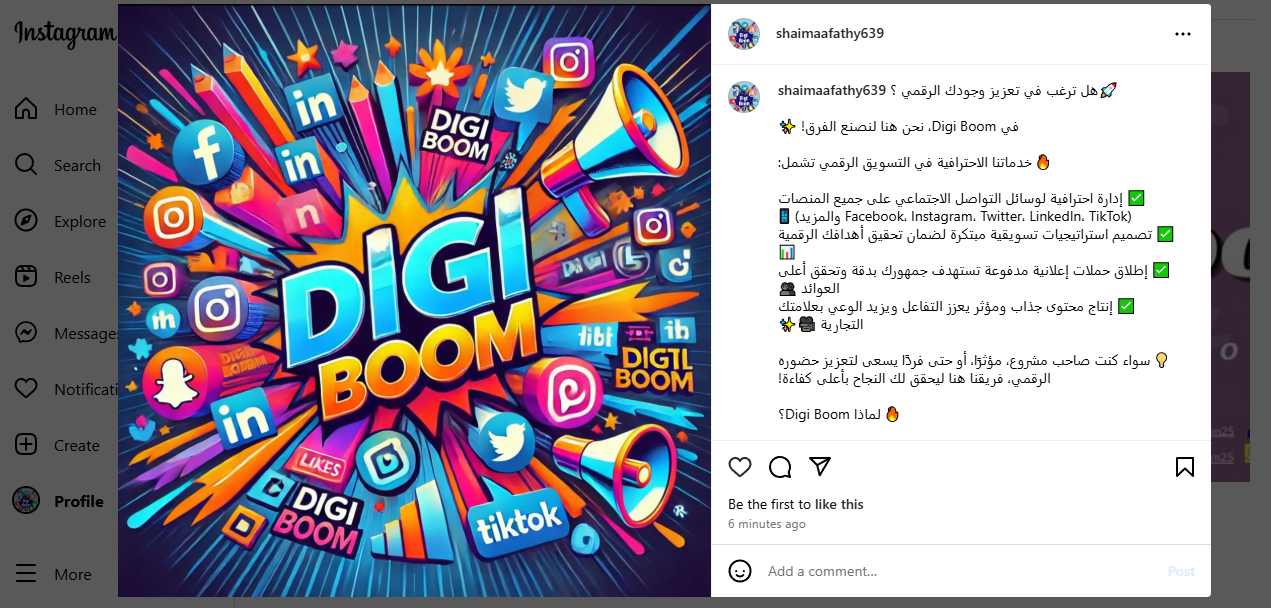 Instagram
Home
Search
Explore
Reels
Messages
Notificati
Create
Profile
More
DIGI
BOOM
in
in
f
n
DIGI
BOOM
in
DIGTL
BOOM
in
LIKES
DIGI
BOOM
tiktok
shaimaafathy639
shaimaafathy639 🚀هل ترغب في تعزيز وجودك الرقمي ؟
في Digi Boom، نحن هنا لنصنع الفرق! ✨
🔥 خدماتنا الاحترافية في التسويق الرقمي تشمل:
✅ إدارة احترافية لوسائل التواصل الاجتماعي على جميع المنصات
(Facebook، Instagram، Twitter، LinkedIn، TikTok والمزيد) 📱
✅ تصميم استراتيجيات تسويقية مبتكرة لضمان تحقيق أهدافك الرقمية
📊
✅ إطلاق حملات إعلانية مدفوعة تستهدف جمهورك بدقة وتحقق أعلى
العوائد 👥
✅ إنتاج محتوى جذاب ومؤثر يعزز التفاعل ويزيد الوعي بعلامتك
التجارية 🎥✨
💡 سواء كنت صاحب مشروع، مؤثرًا، أو حتى فردًا يسعى لتعزيز حضوره
الرقمي، فريقنا هنا ليحقق لك النجاح بأعلى كفاءة!
🔥 لماذا Digi Boom؟
Be the first to like this
6 minutes ago
Add a comment...
Post